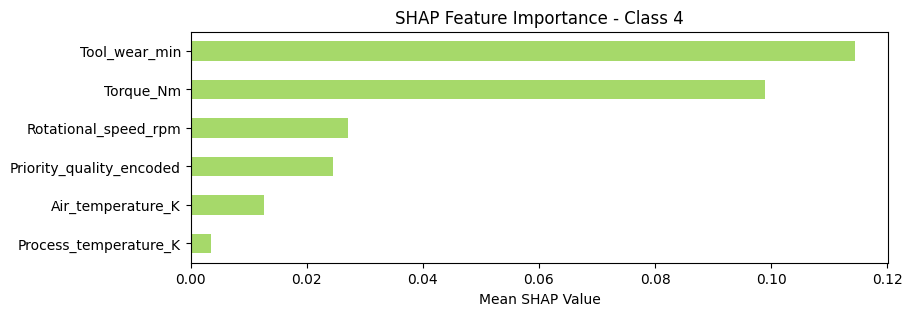 SHAP Feature Importance - Class 4
Tool_wear_min
Torque_Nm
Rotational_speed_rpm
Priority_quality_encoded
Air_temperature_K
Process_temperature_K
0.00 0.02 0.04 0.06 0.08 0.10 0.12
Mean SHAP Value